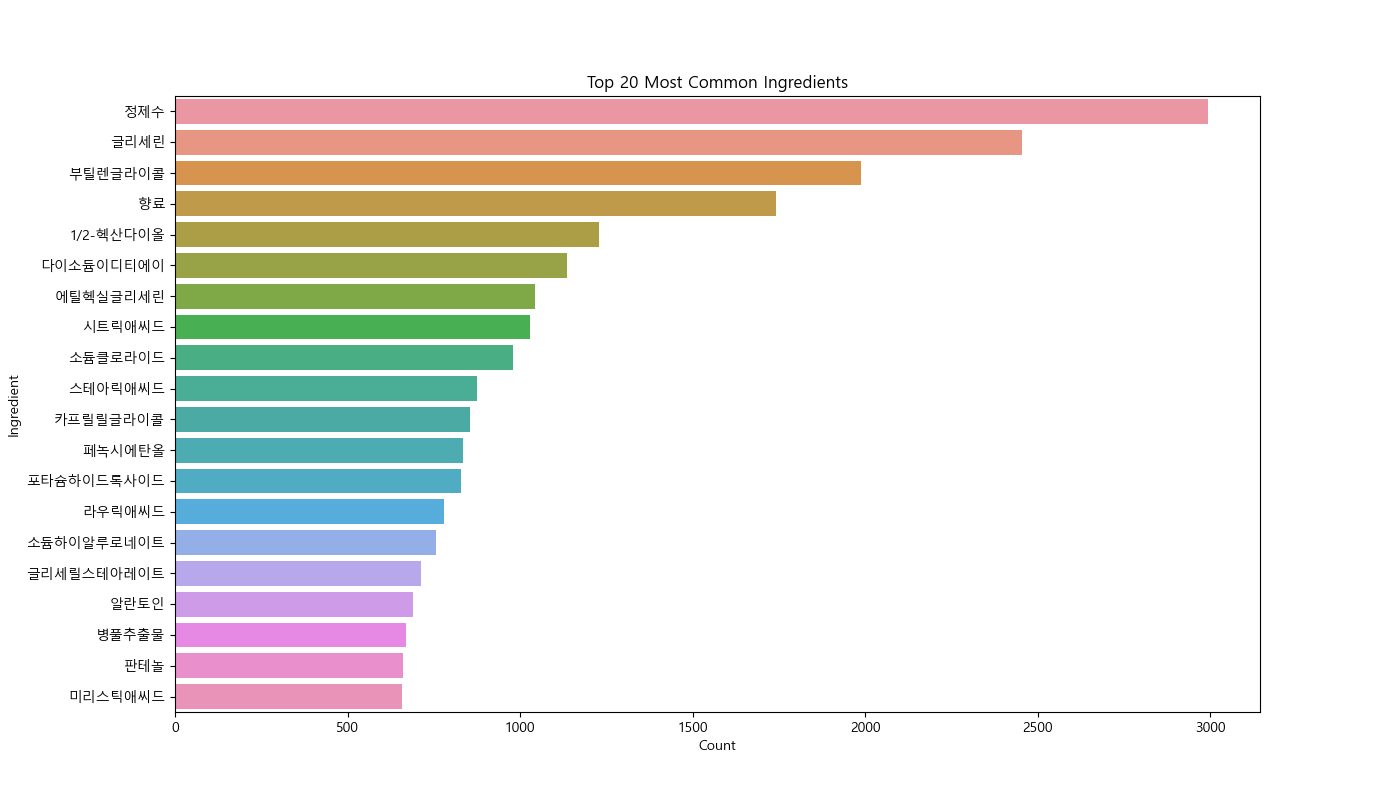 Top 20 Most Common Ingredients
정제수
글리세린
부틸렌글라이콜
향료
1/2-헥산다이올
다이소듐이디티에이
에틸헥실글리세린
시트릭애씨드
소듐클로라이드
스테아릭애씨드
카프릴릴글라이콜
페녹시에탄올
포타슘하이드록사이드
라우릭애씨드
소듐하이알루로네이트
글리세릴스테아레이트
알란토인
병풀추출물
판테놀
미리스틱애씨드
Ingredient
0 500 1000 1500 2000 2500 3000
Count